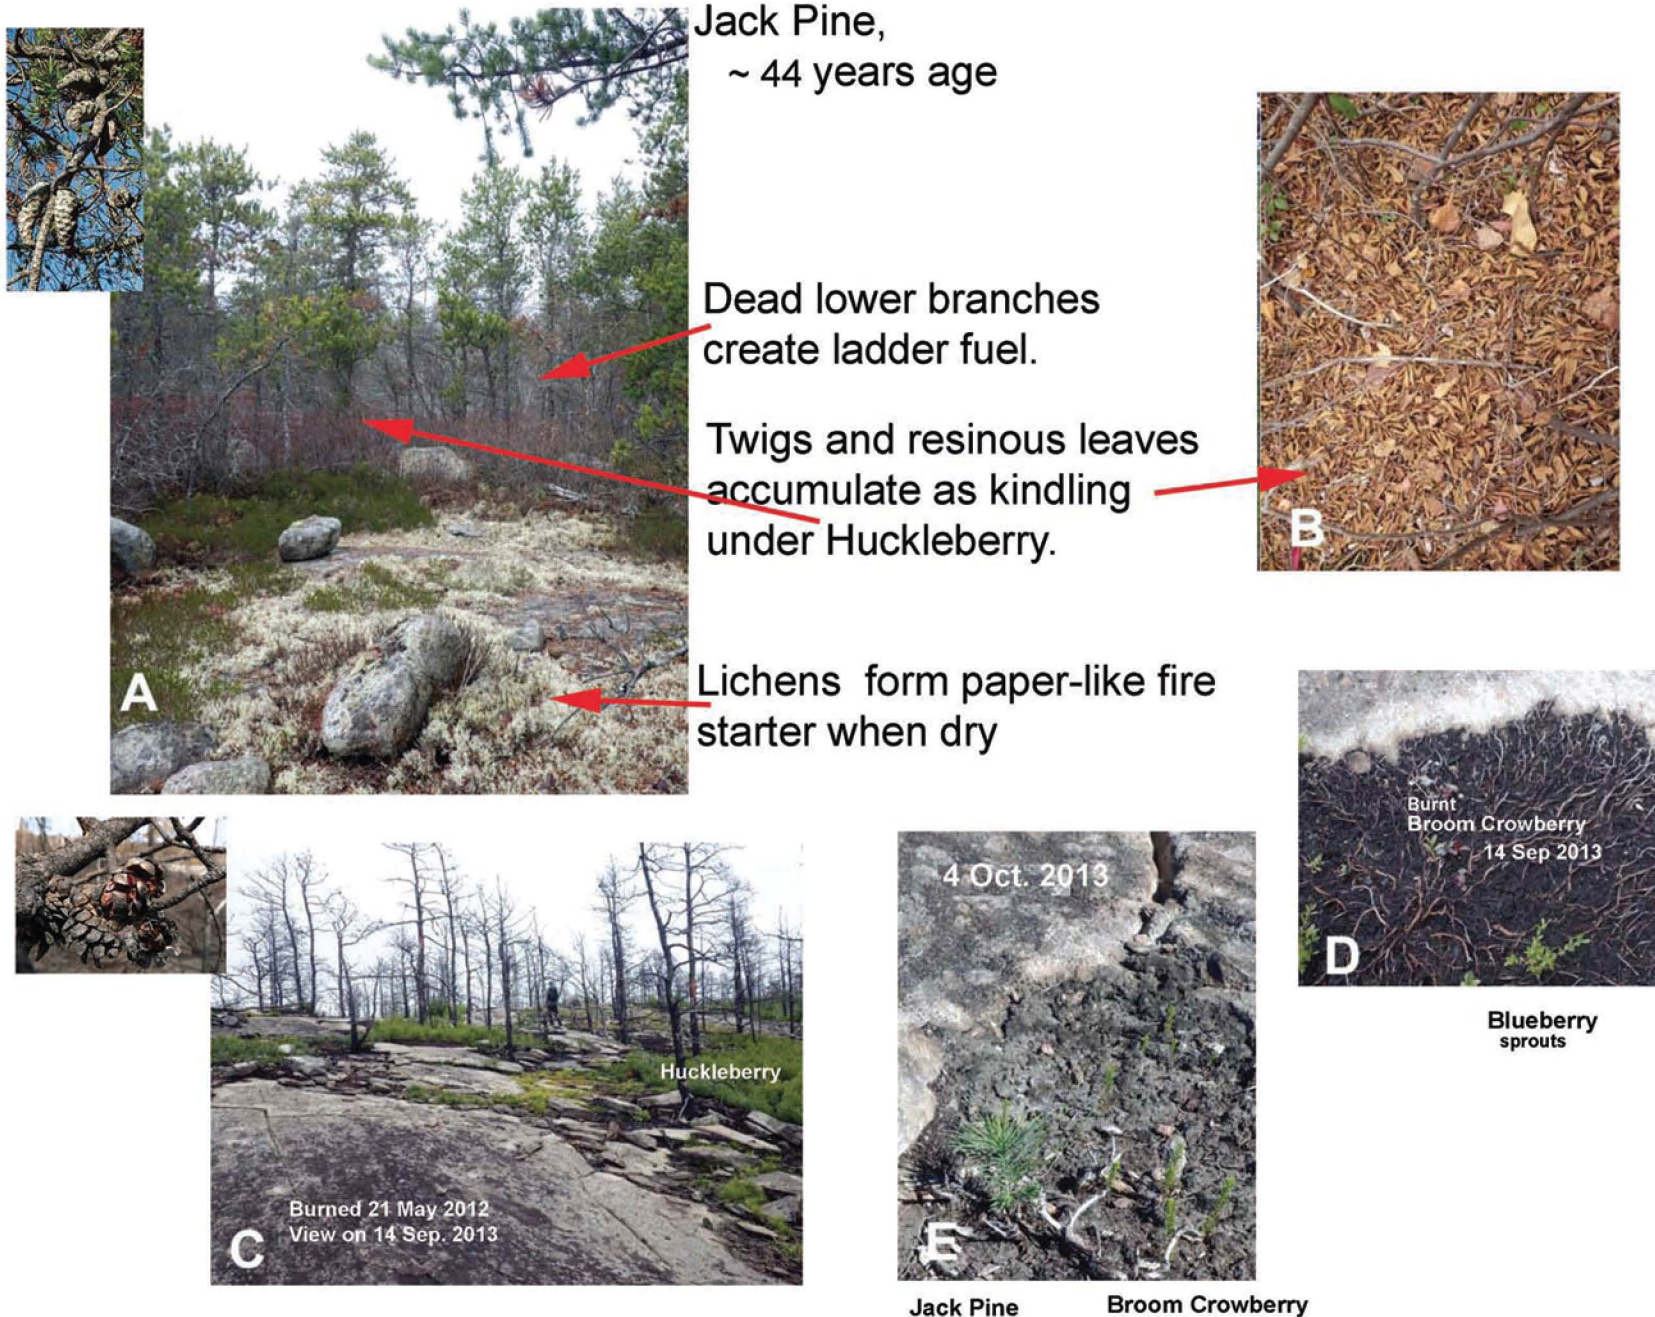 Jack Pine,
~ 44 years age
Dead lower branches
create ladder fuel.
Twigs and resinous leaves
accumulate as kindling
under Huckleberry.
B
Lichens form paper-like fire
starter when dry
A
Burnt
Broom Crowberry
14 Sep 2013
D
Blueberry
sprouts
Huckleberry
Burned 21 May 2012
View on 14 Sep. 2013
C
4 Oct. 2013
E
Jack Pine
Broom Crowberry